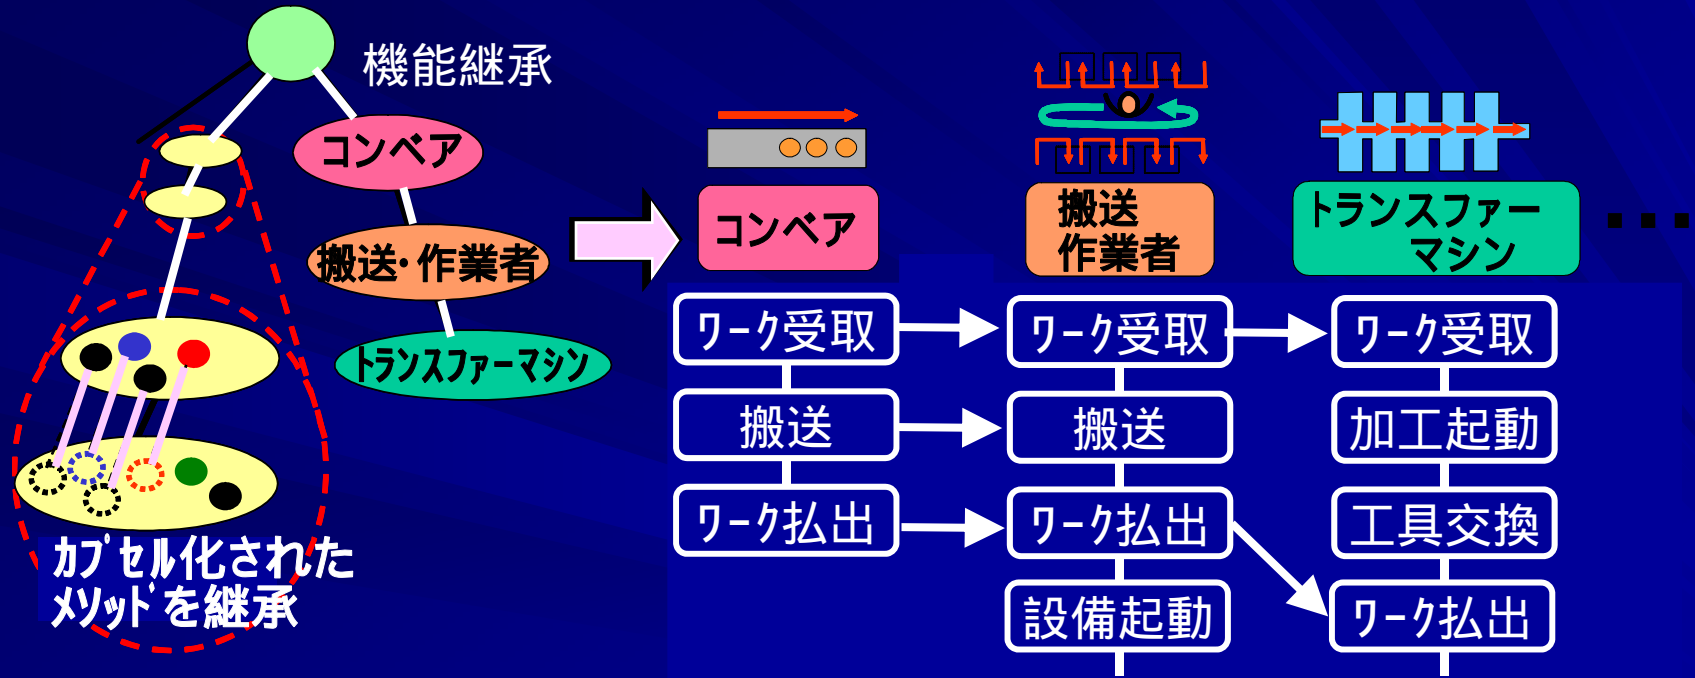 機能継承
コンベア
搬送・作業者
トランスファーマシン
カプセル化された
メソッドを継承
コンベア
搬送
作業者
トランスファー
マシン
・・・
ワーク受取
ワーク受取
ワーク受取
搬送
搬送
加工起動
ワーク払出
ワーク払出
工具交換
設備起動
ワーク払出